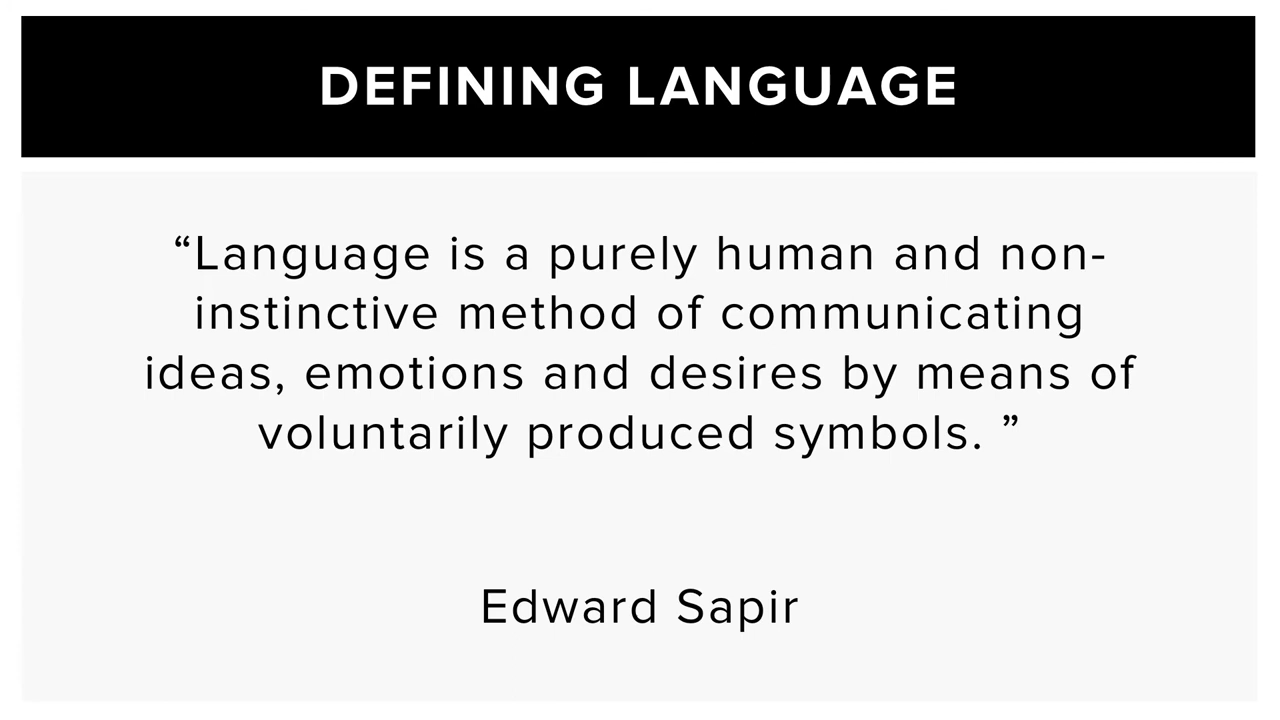 DEFINING LANGUAGE
“Language is a purely human and non-
instinctive method of communicating
ideas, emotions and desires by means of
voluntarily produced symbols. ”
Edward Sapir